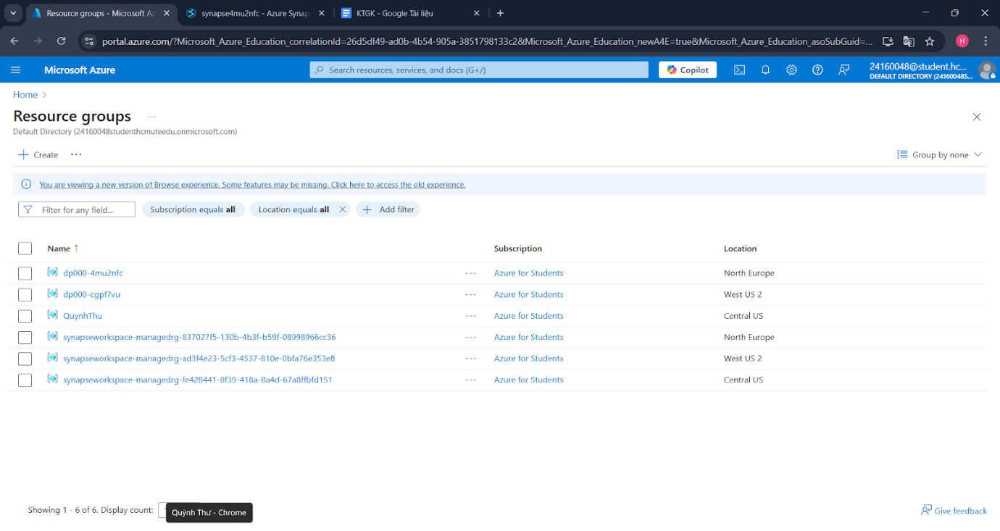 Resource groups - Microsoft Az
synapse4mu2nfc - Azure Synap
KTGK - Google Tài liệu
portal.azure.com/?Microsoft_Azure_Education_correlationId=26d5df49-ad0b-4b54-905a-3851798133c2&Microsoft_Azure_Education_newA4E=true&Microsoft_Azure_Education_asoSubGuid=...
H
Microsoft Azure
Search resources, services, and docs (G+/)
Copilot
24160048@student.hc...
DEFAULT DIRECTORY (24160048S...
Home >
Resource groups ...
Default Directory (24160048studenthcmuteedu.onmicrosoft.com)
+ Create ...
Group by none
You are viewing a new version of Browse experience. Some features may be missing. Click here to access the old experience.
Filter for any field...
Subscription equals all
Location equals all
Add filter
Name ↑ Subscription Location
dp000-4mu2nfc ... Azure for Students North Europe
dp000-cgpf7vu ... Azure for Students West US 2
QuynhThu ... Azure for Students Central US
synapseworkspace-managedrg-837027f5-130b-4b3f-b59f-08998966cc36 ... Azure for Students North Europe
synapseworkspace-managedrg-ad3f4e23-5cf3-4537-810e-0bfa76e353e8 ... Azure for Students West US 2
synapseworkspace-managedrg-fe428441-8f39-418a-8a4d-67a8ffbfd151 ... Azure for Students Central US
Showing 1 - 6 of 6. Display count:
Quỳnh Thư - Chrome
Give feedback